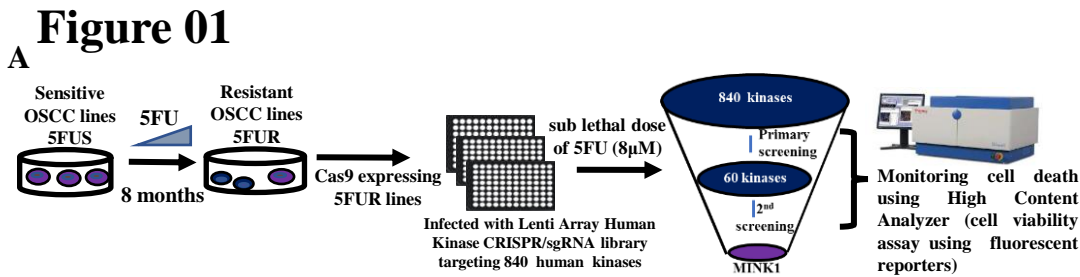 Figure 01
A
Sensitive
OSCC lines
5FUS
5FU
8 months
Resistant
OSCC lines
5FUR
Cas9 expressing
5FUR lines
Infected with Lenti Array Human
Kinase CRISPR/sgRNA library
targeting 840 human kinases
sub lethal dose
of 5FU (8µM)
840 kinases
Primary
screening
60 kinases
2nd
screening
MINK1
Monitoring cell death
using High Content
Analyzer (cell viability
assay using fluorescent
reporters)